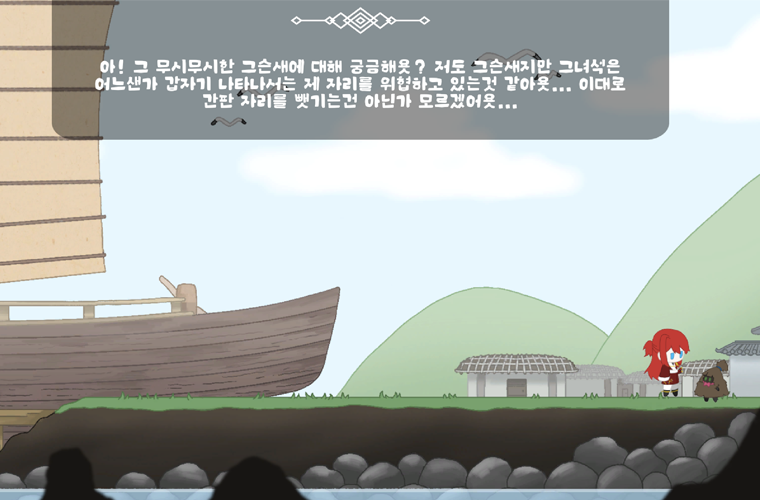 아! 그 무시무시한 그슨새에 대해 궁금해욧? 저도 그슨새지만 그녀석은
어느샌가 갑자기 나타나서는 제 자리를 위협하고 있는것 같아욧... 이대로
간판 자리를 뺏기는건 아닌가 모르겠어욧...